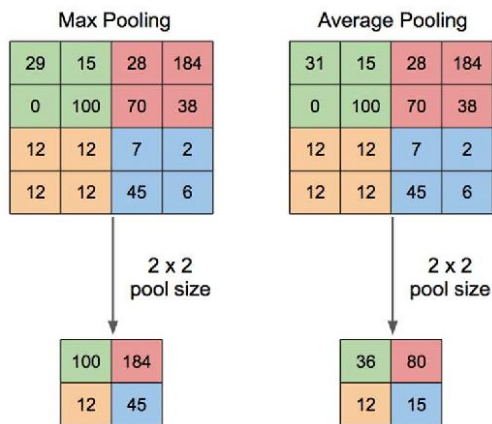 Max Pooling
29 15 28 184
0 100 70 38
12 12 7 2
12 12 45 6
2 x 2
pool size
100 184
12 45
Average Pooling
31 15 28 184
0 100 70 38
12 12 7 2
12 12 45 6
2 x 2
pool size
36 80
12 15